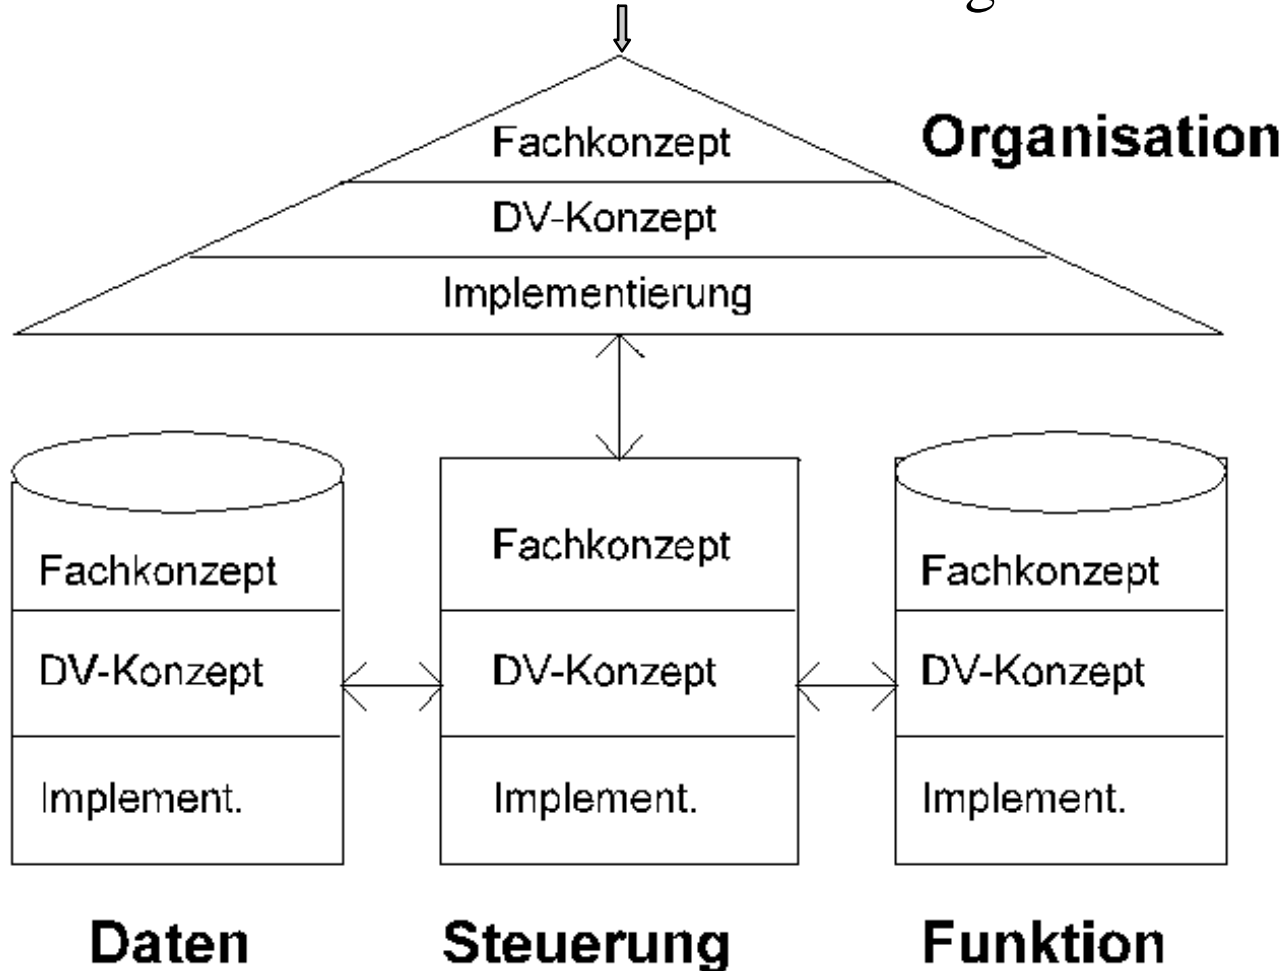 Fachkonzept
Organisation
DV-Konzept
Implementierung
Fachkonzept
Fachkonzept
Fachkonzept
DV-Konzept
DV-Konzept
DV-Konzept
Implement.
Implement.
Implement.
Daten
Steuerung
Funktion